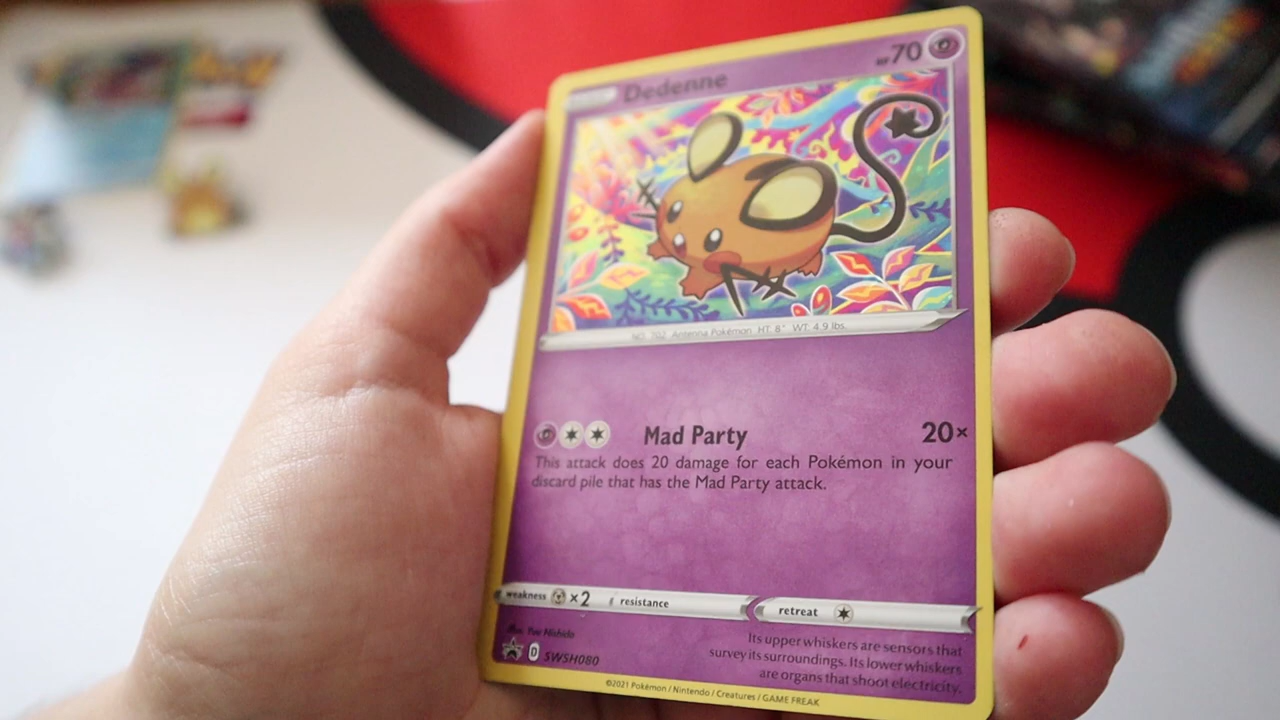 Dedenne
HP 70
NO. 702 Antenna Pokémon HT: 8" WT: 4.9 lbs.
Mad Party 20×
This attack does 20 damage for each Pokémon in your
discard pile that has the Mad Party attack.
weakness ×2 resistance retreat
Illus. Yuu Nishida
D SWSH080
Its upper whiskers are sensors that
survey its surroundings. Its lower whiskers
are organs that shoot electricity.
©2021 Pokémon / Nintendo / Creatures / GAME FREAK